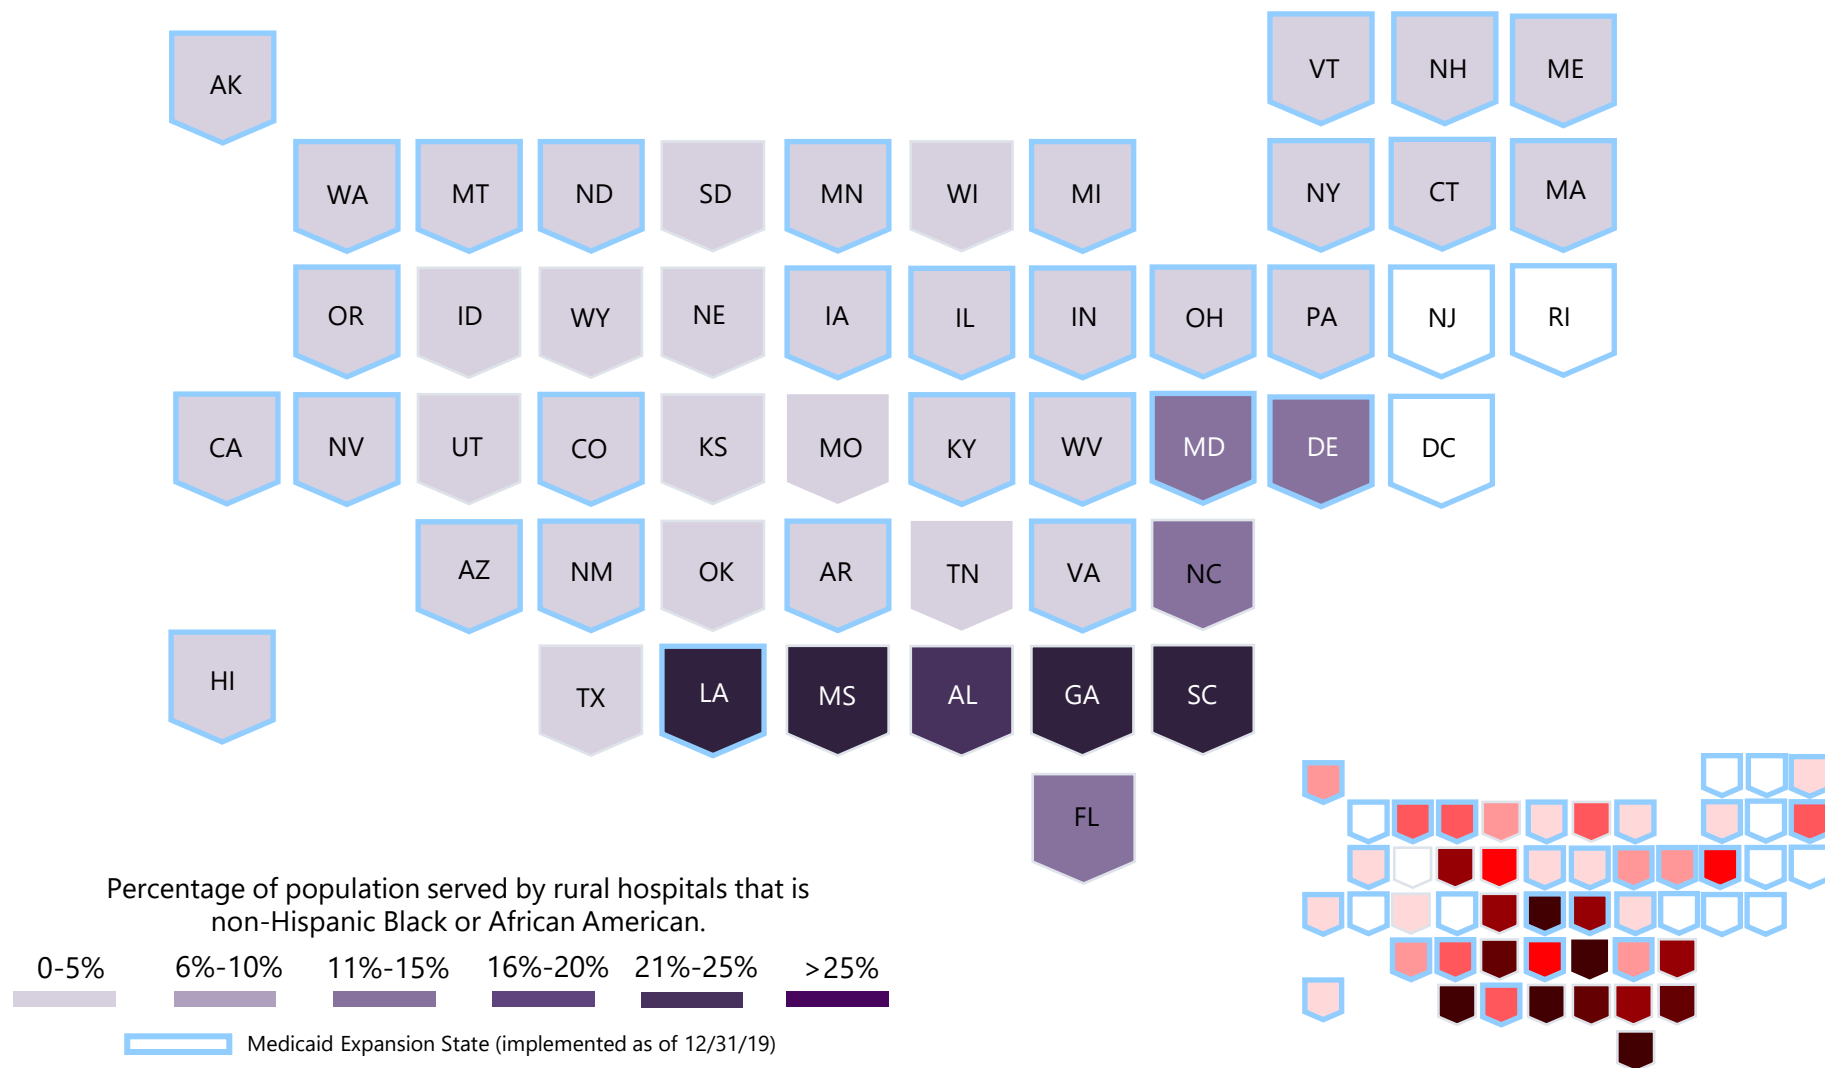 VT
NH
ME
AK
WA
MT
ND
SD
MN
WI
MI
NY
CT
MA
OR
ID
WY
NE
IA
IL
IN
OH
PA
NJ
RI
CA
NV
UT
CO
KS
MO
KY
WV
MD
DE
DC
AZ
NM
OK
AR
TN
VA
NC
HI
TX
LA
MS
AL
GA
SC
FL
Percentage of population served by rural hospitals that is
non-Hispanic Black or African American.
0-5%
6%-10%
11%-15%
16%-20%
21%-25%
>25%
Medicaid Expansion State (implemented as of 12/31/19)